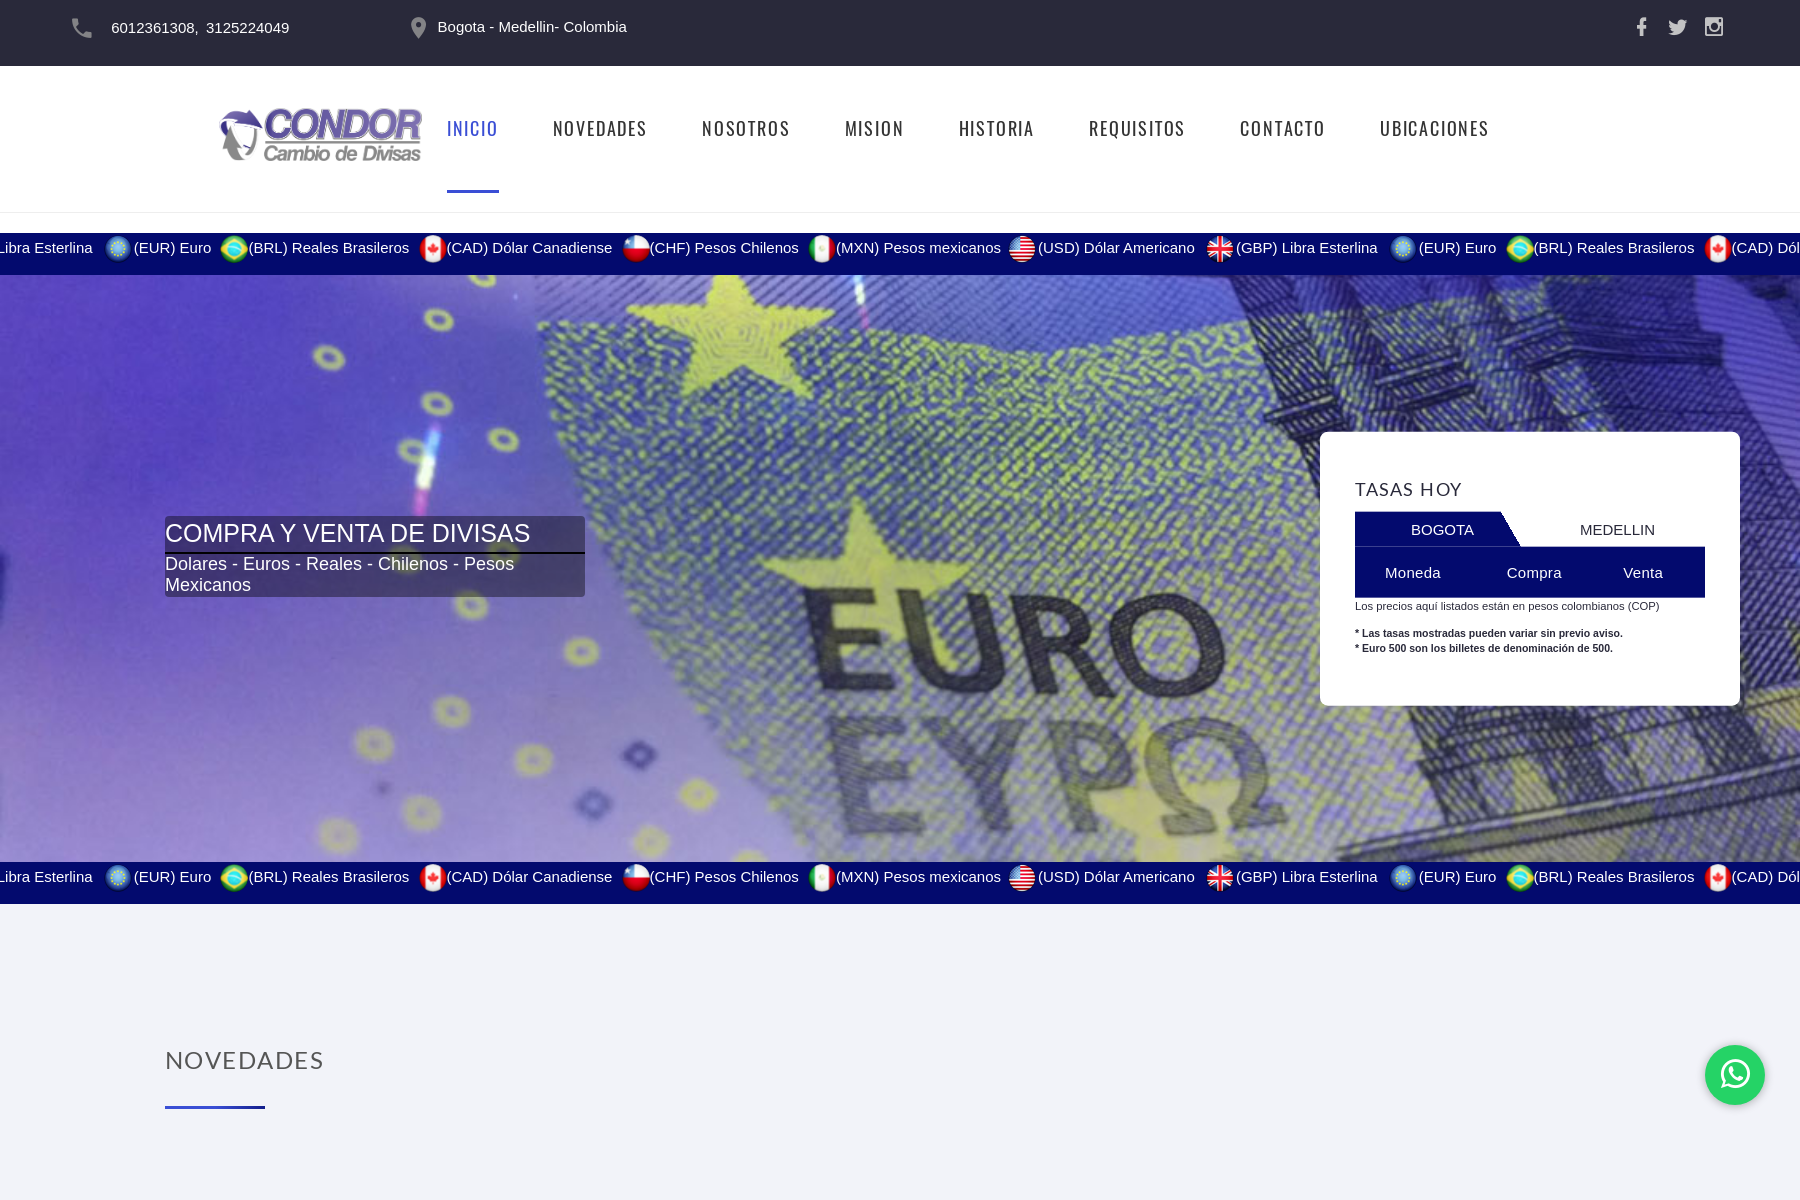 6012361308, 3125224049
Bogota - Medellin- Colombia
CONDOR
Cambio de Divisas
INICIO
NOVEDADES
NOSOTROS
MISION
HISTORIA
REQUISITOS
CONTACTO
UBICACIONES
Libra Esterlina (EUR) Euro (BRL) Reales Brasileros (CAD) Dólar Canadiense (CHF) Pesos Chilenos (MXN) Pesos mexicanos (USD) Dólar Americano (GBP) Libra Esterlina (EUR) Euro (BRL) Reales Brasileros (CAD) Dól
COMPRA Y VENTA DE DIVISAS
Dolares - Euros - Reales - Chilenos - Pesos
Mexicanos
EURO
ΕΥΡΩ
TASAS HOY
BOGOTA
MEDELLIN
Moneda Compra Venta
Los precios aquí listados están en pesos colombianos (COP)
* Las tasas mostradas pueden variar sin previo aviso.
* Euro 500 son los billetes de denominación de 500.
Libra Esterlina (EUR) Euro (BRL) Reales Brasileros (CAD) Dólar Canadiense (CHF) Pesos Chilenos (MXN) Pesos mexicanos (USD) Dólar Americano (GBP) Libra Esterlina (EUR) Euro (BRL) Reales Brasileros (CAD) Dól
NOVEDADES